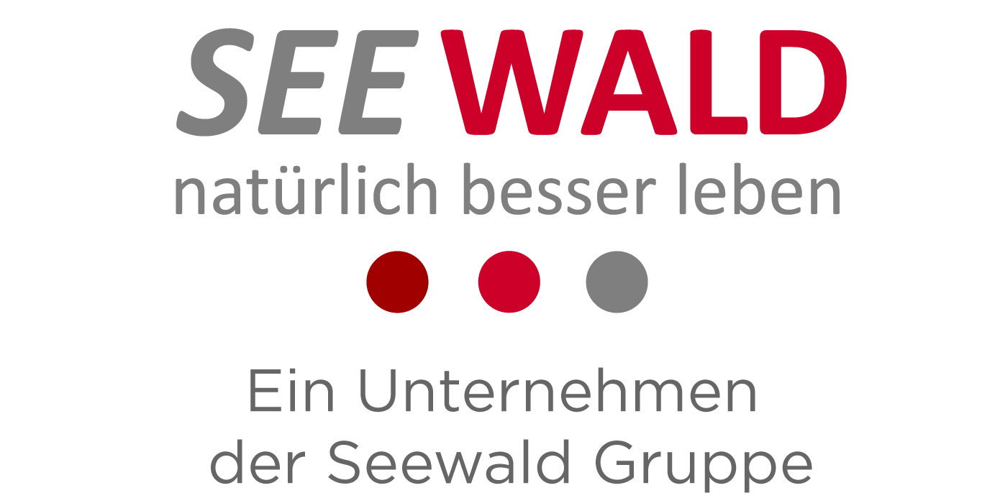 SEE WALD
natürlich besser leben
Ein Unternehmen
der Seewald Gruppe